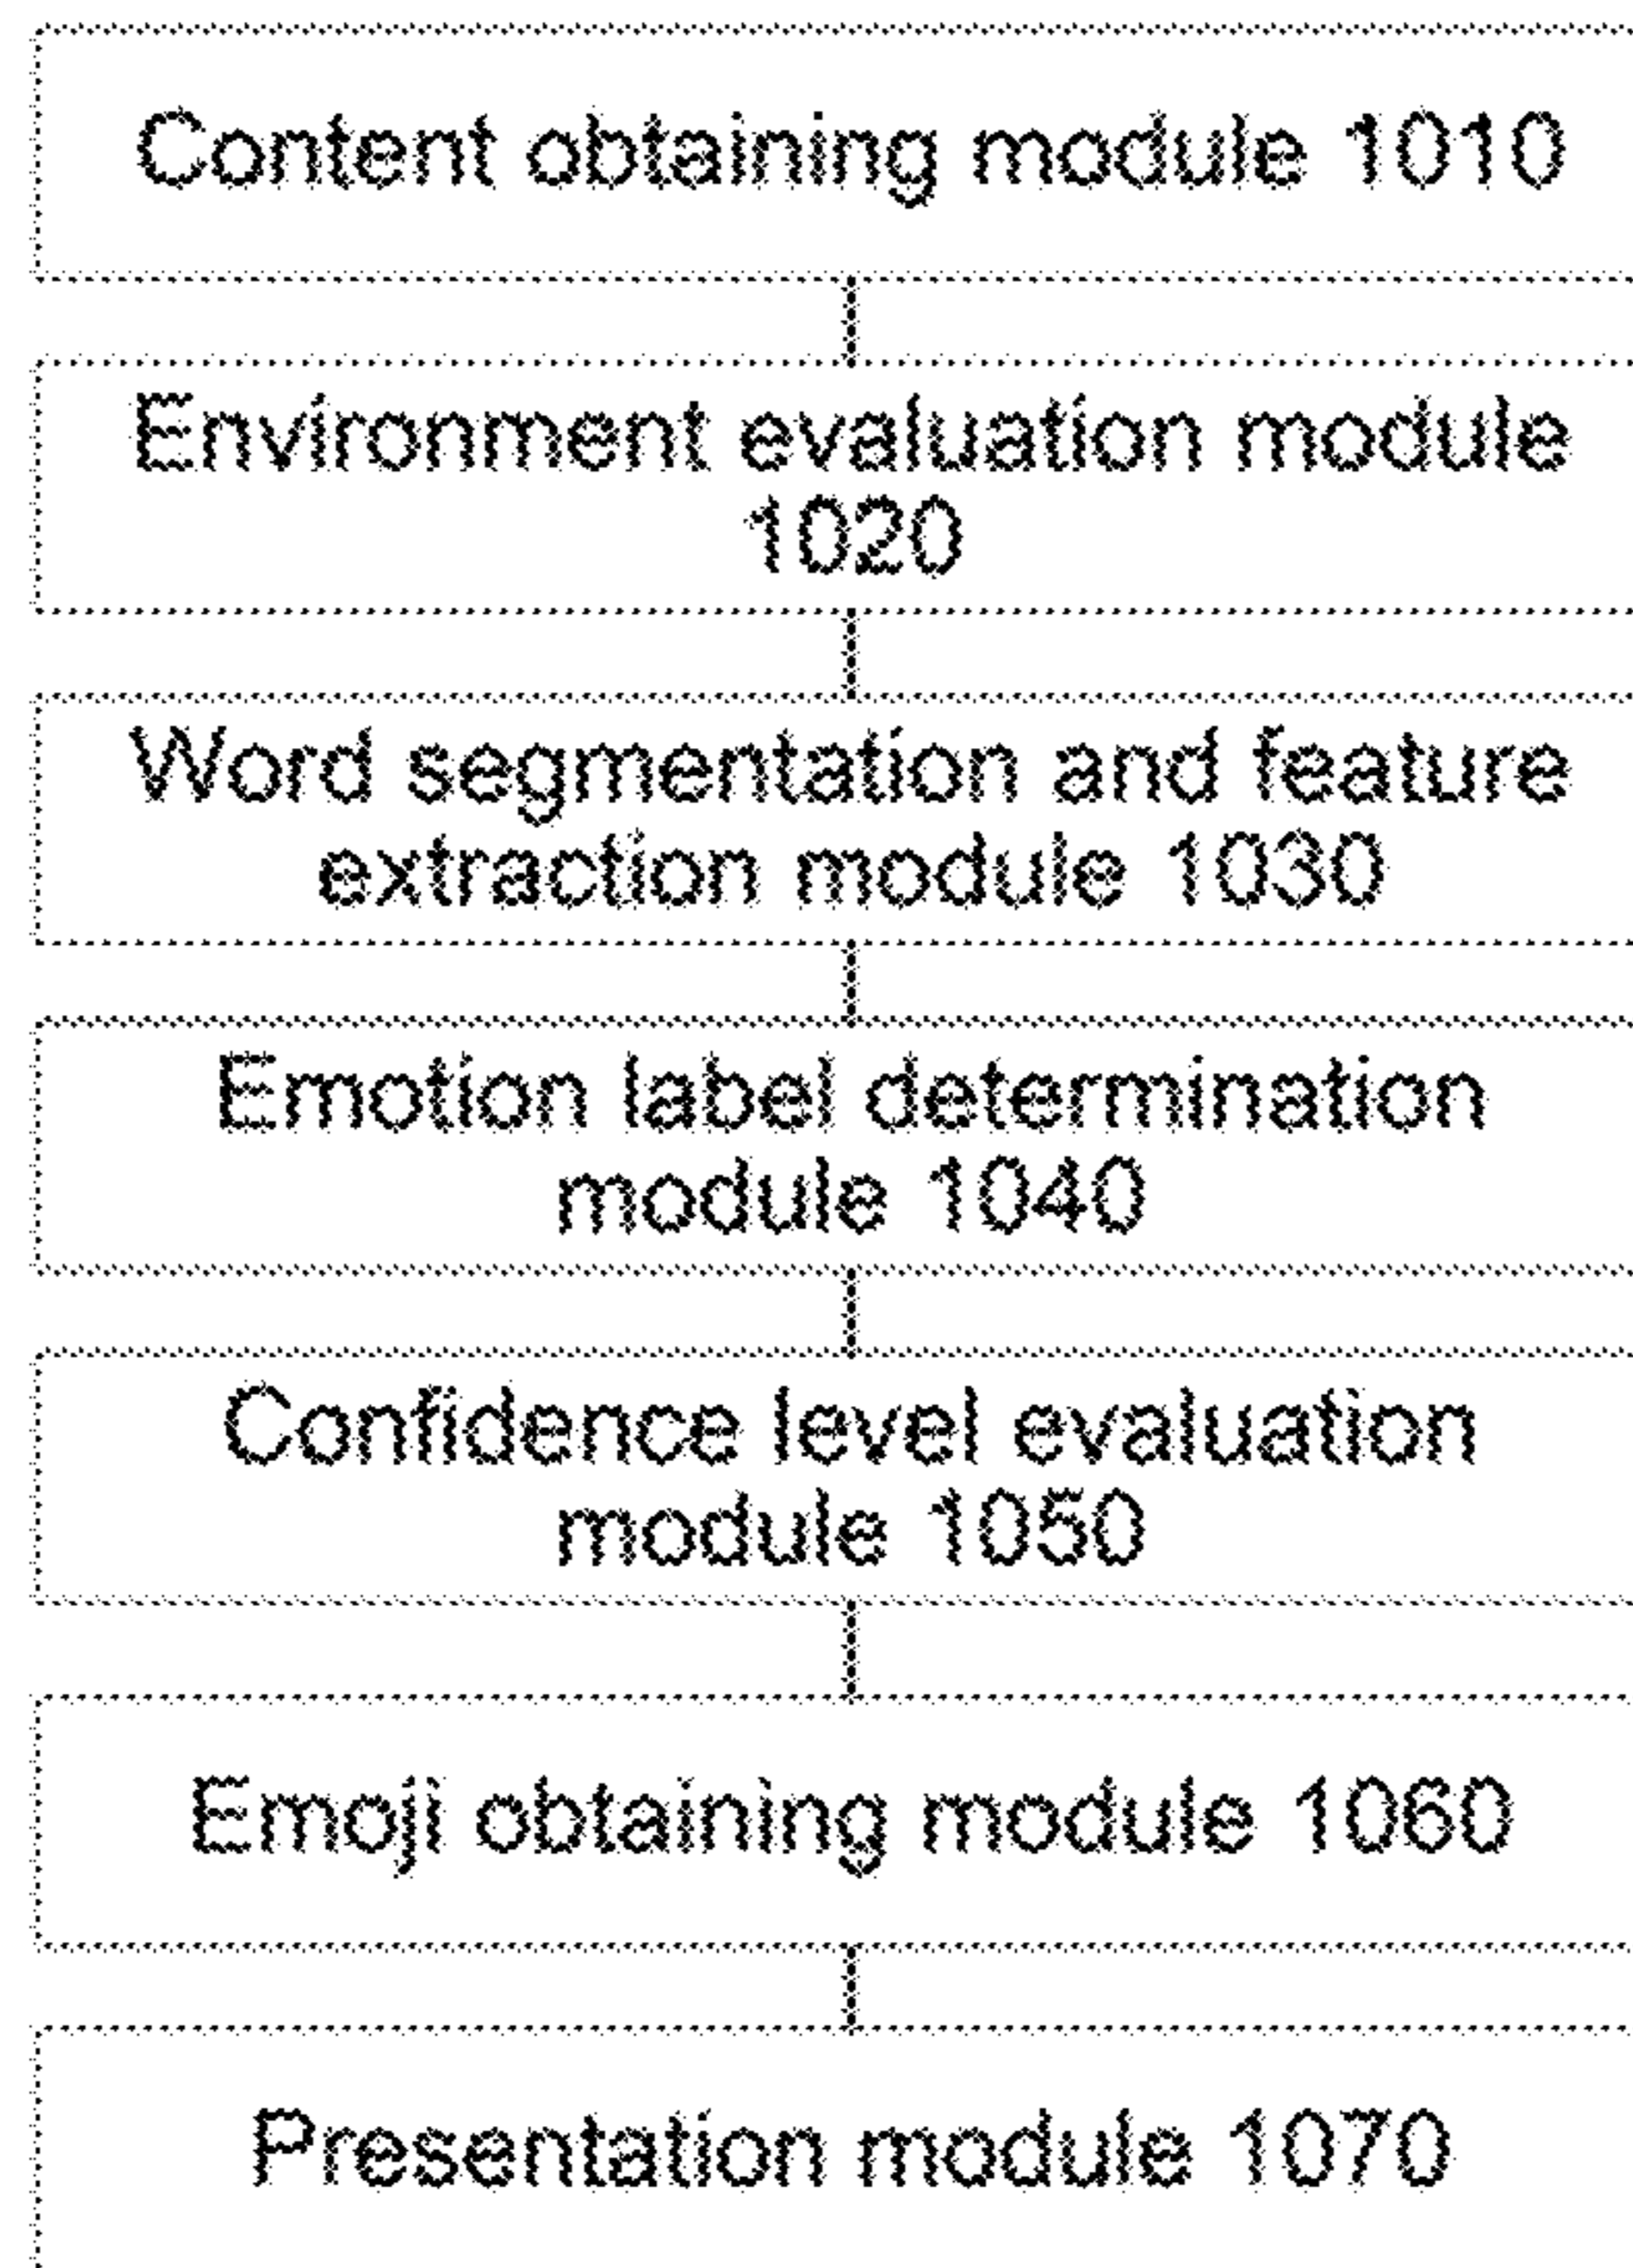 Content obtaining module 1010
Environment evaluation module
1020
Word segmentation and feature
extraction module 1030
Emotion label determination
module 1040
Confidence level evaluation
module 1050
Emoji obtaining module 1060
Presentation module 1070